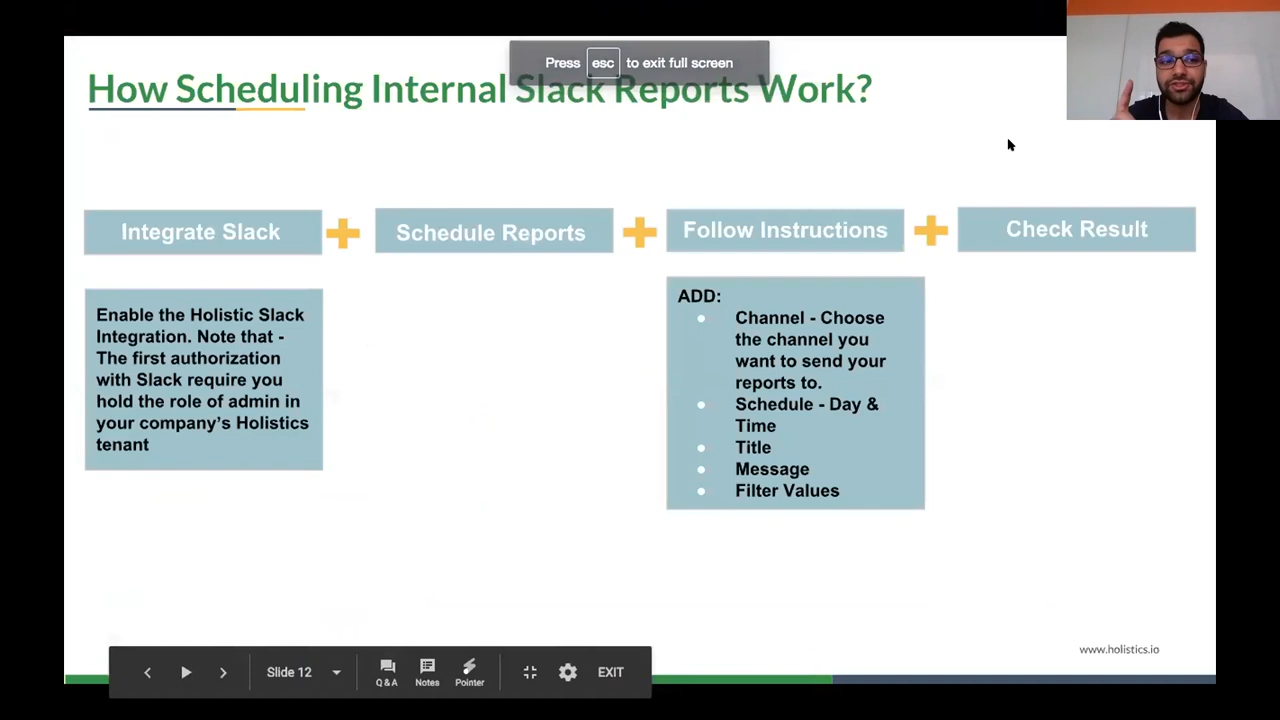 Press esc to exit full screen
How Scheduling Internal Slack Reports Work?
Integrate Slack
Schedule Reports
Follow Instructions
Check Result
Enable the Holistic Slack
Integration. Note that -
The first authorization
with Slack require you
hold the role of admin in
your company's Holistics
tenant
ADD:
Channel - Choose
the channel you
want to send your
reports to.
Schedule - Day &
Time
Title
Message
Filter Values
www.holistics.io
Slide 12
Q & A
Notes
Pointer
EXIT